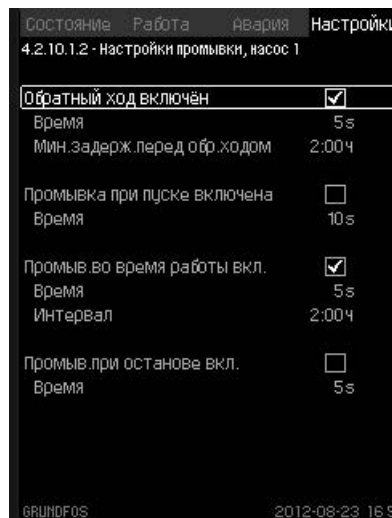 Состояние Работа Авария Настройки
4.2.10.1.2 - Настройки промывки, насос 1
Обратный ход включён
Время 5s
Мин.задерж.перед обр.ходом 2:00ч
Промывка при пуске включена
Время 10s
Промыв.во время работы вкл.
Время 5s
Интервал 2:00ч
Промыв.при останове вкл.
Время 5s
GRUNDFOS 2012-08-23 16:5